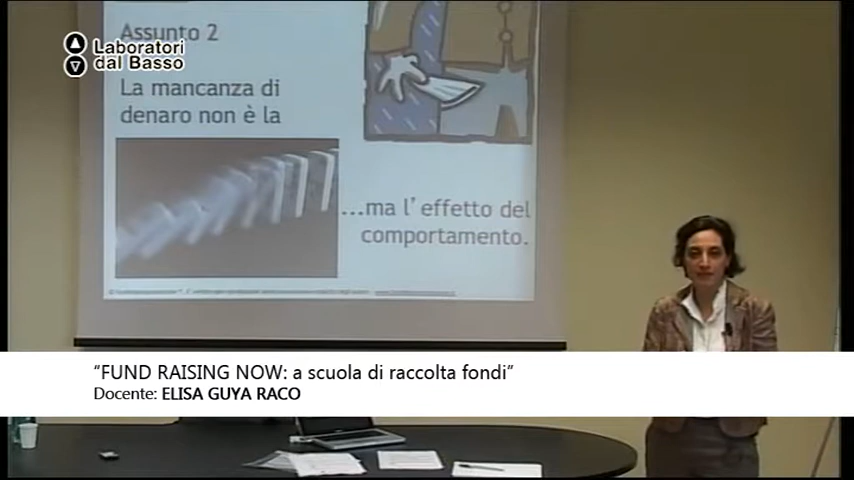 Assunto 2
Laboratori
dal Basso
La mancanza di
denaro non è la
...ma l'effetto del
comportamento.
"FUND RAISING NOW: a scuola di raccolta fondi"
Docente: ELISA GUYA RACO